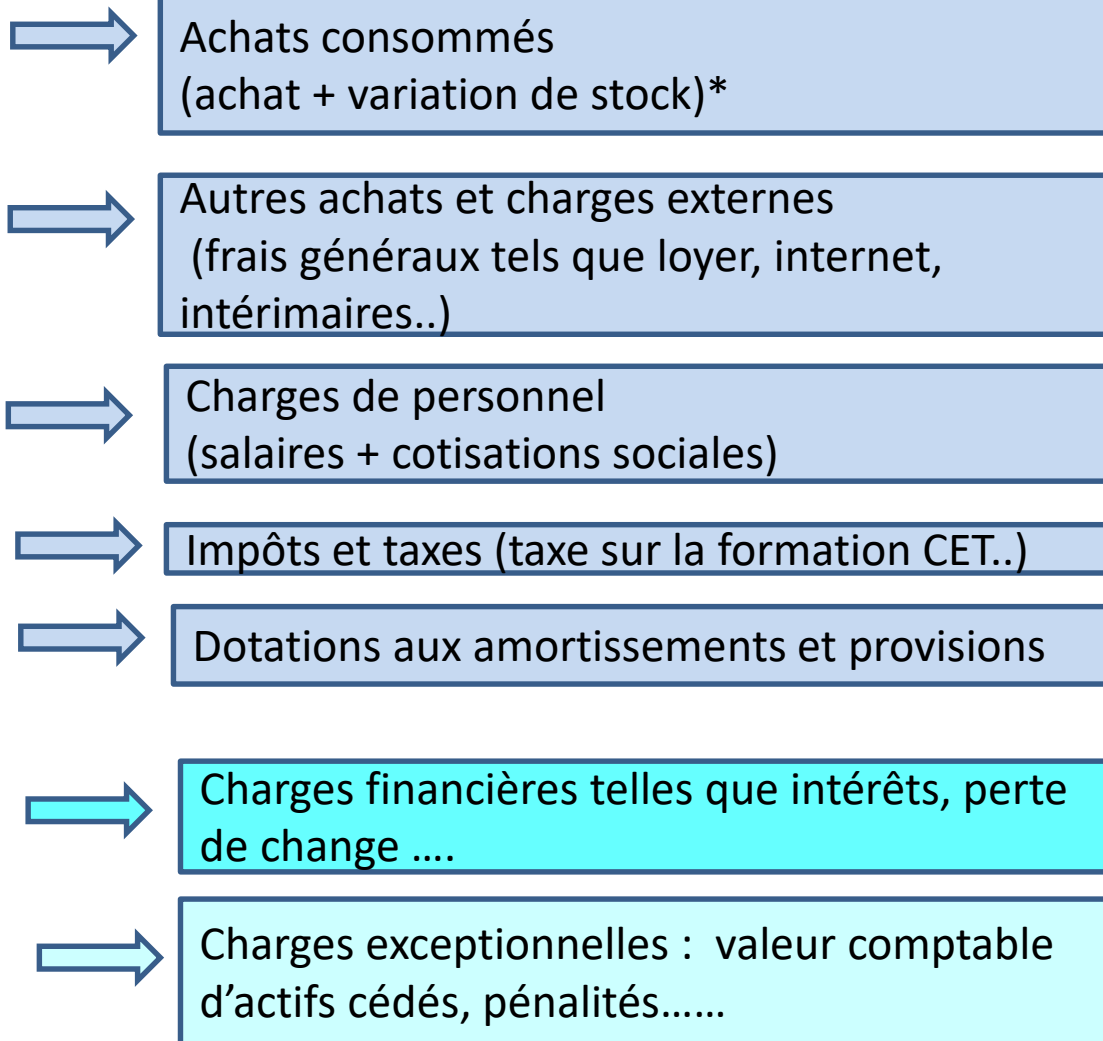 Achats consommés
(achat + variation de stock)*
Autres achats et charges externes
(frais généraux tels que loyer, internet,
intérimaires..)
Charges de personnel
(salaires + cotisations sociales)
Impôts et taxes (taxe sur la formation CET..)
Dotations aux amortissements et provisions
Charges financières telles que intérêts, perte
de change ....
Charges exceptionnelles : valeur comptable
d’actifs cédés, pénalités......